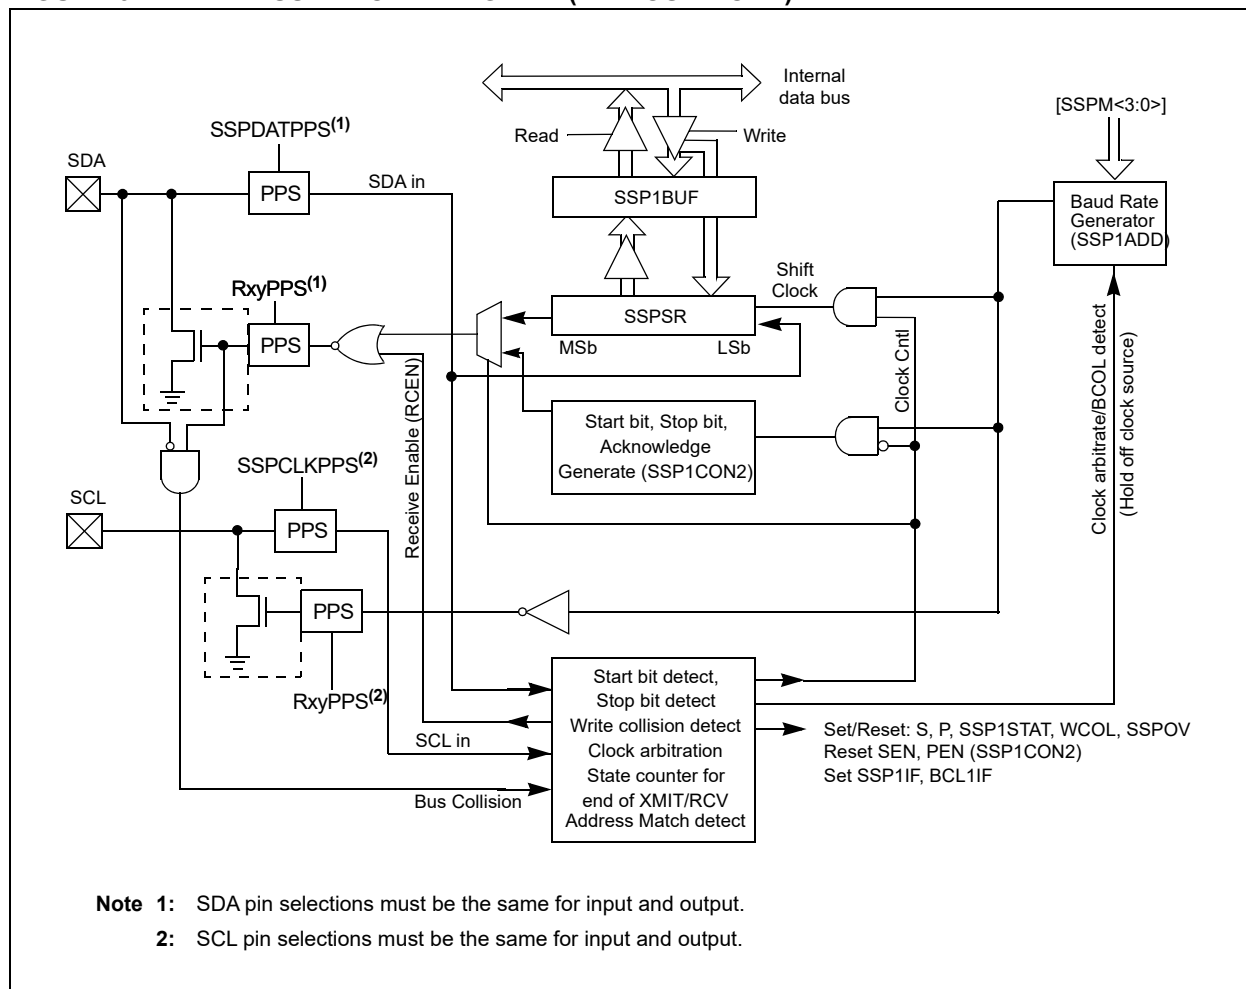 Internal
data bus
[SSPM<3:0>]
Read
Write
SSPDATPPS(1)
SDA
PPS
SDA in
SSP1BUF
Baud Rate
Generator
(SSP1ADD)
Shift
Clock
RxyPPS(1)
SSPSR
PPS
MSb
LSb
Clock Cntl
Clock arbitrate/BCOL detect
(Hold off clock source)
Receive Enable (RCEN)
Start bit, Stop bit,
Acknowledge
Generate (SSP1CON2)
SSPCLKPPS(2)
SCL
PPS
PPS
RxyPPS(2)
Start bit detect,
Stop bit detect
Write collision detect
Clock arbitration
State counter for
end of XMIT/RCV
Address Match detect
SCL in
Bus Collision
Set/Reset: S, P, SSP1STAT, WCOL, SSPOV
Reset SEN, PEN (SSP1CON2)
Set SSP1IF, BCL1IF
Note 1: SDA pin selections must be the same for input and output.
2: SCL pin selections must be the same for input and output.